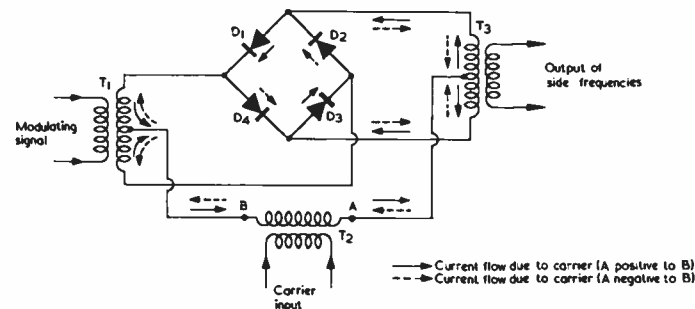 D1
D2
T3
T1
D4
D3
Output of
side frequencies
Modulating
signal
B
A
T2
Carrier
input
Current flow due to carrier (A positive to B)
Current flow due to carrier (A negative to B)